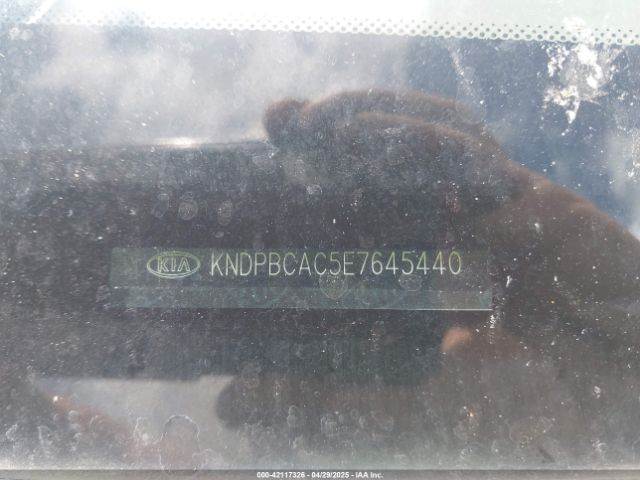 KIA KNDPBCAC5E7645440
000-42117326 - 04/29/2025 - IAA Inc.